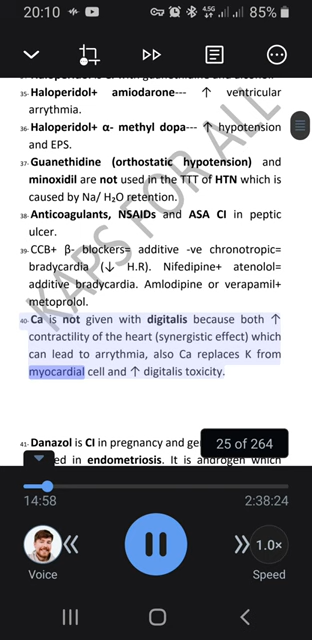 20:10
4.5G
85%
35- Haloperidol+ amiodarone--- ↑ ventricular
arrythmia.
36- Haloperidol+ α- methyl dopa--- ↑ hypotension
and EPS.
37- Guanethidine (orthostatic hypotension) and
minoxidil are not used in the TTT of HTN which is
caused by Na/ H₂O retention.
38- Anticoagulants, NSAIDs and ASA CI in peptic
ulcer.
39- CCB+ β- blockers= additive -ve chronotropic=
bradycardia (↓ H.R). Nifedipine+ atenolol=
additive bradycardia. Amlodipine or verapamil+
metoprolol.
40- Ca is not given with digitalis because both ↑
contractility of the heart (synergistic effect) which
can lead to arrythmia, also Ca replaces K from
myocardial cell and ↑ digitalis toxicity.
41- Danazol is CI in pregnancy and
in endometriosis. It is androgen which
KAPS FOR ALL
25 of 264
14:58
2:38:24
1.0×
Voice
Speed